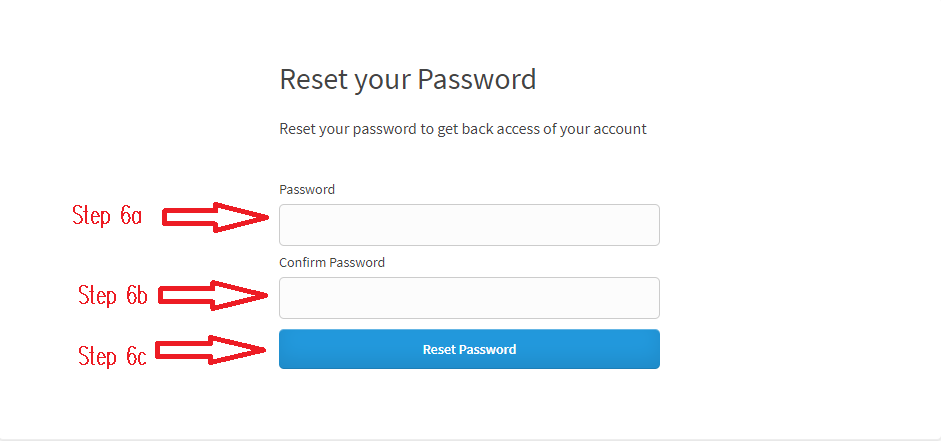 Reset your Password
Reset your password to get back access of your account
Password
Step 6a
Confirm Password
Step 6b
Reset Password
Step 6c